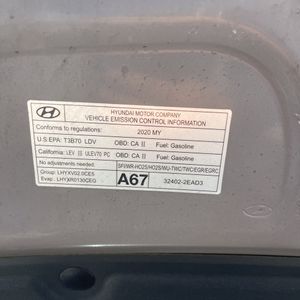 HYUNDAI MOTOR COMPANY
VEHICLE EMISSION CONTROL INFORMATION
Conforms to regulations: 2020 MY
U.S EPA: T3B70 LDV OBD: CA II Fuel: Gasoline
California: LEV III ULEV70 PC OBD: CA II Fuel: Gasoline
No adjustments needed. SFI/WR-HO2S/HO2S/WU-TWC/TWC/EGR/EGRC
Group: LHYXV02.0CE5
Evap: LHYXR0130CEG
A67
32402-2EAD3